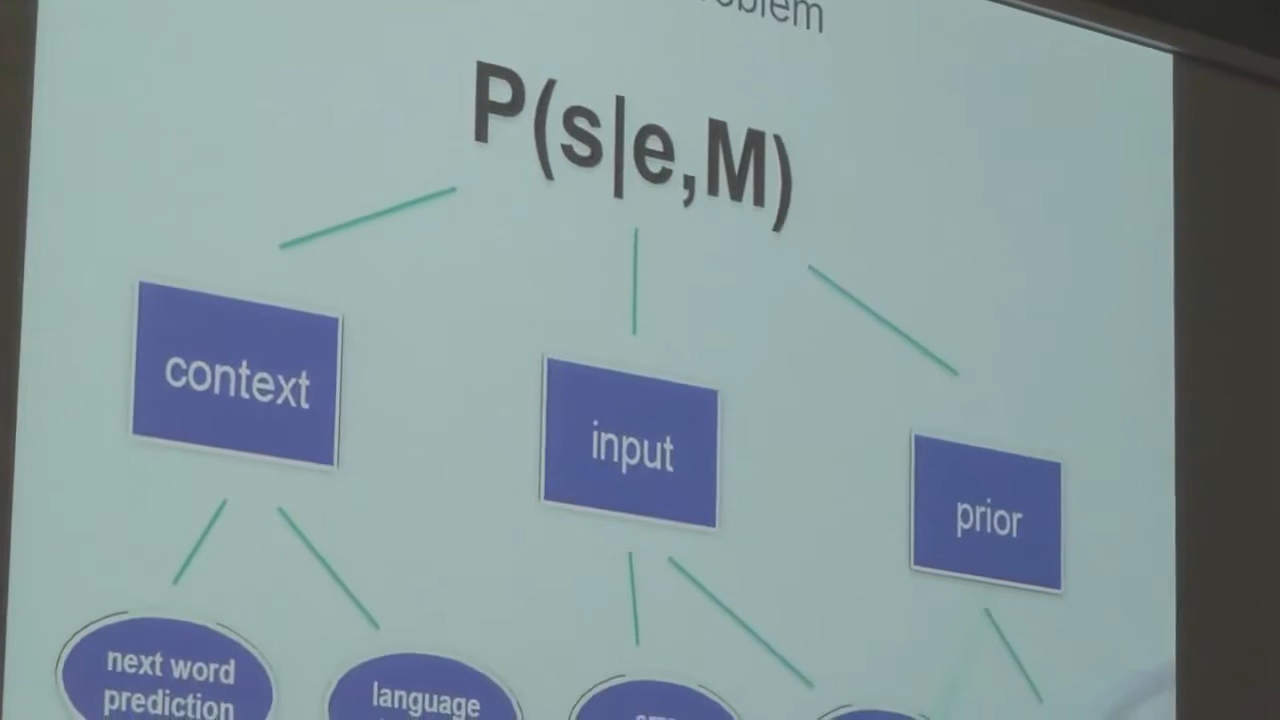 P(s|e,M)
context
input
prior
next word
prediction
language